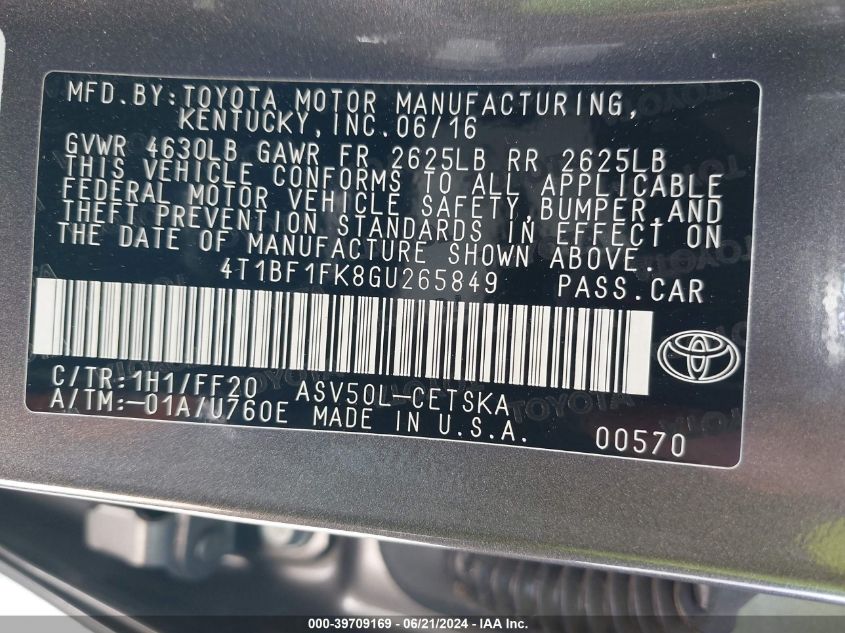 MFD.BY:TOYOTA MOTOR MANUFACTURING,
KENTUCKY,INC.06/16
GVWR 4630LB GAWR FR 2625LB RR 2625LB
THIS VEHICLE CONFORMS TO ALL APPLICABLE
FEDERAL MOTOR VEHICLE SAFETY,BUMPER,AND
THEFT PREVENTION STANDARDS IN EFFECT ON
THE DATE OF MANUFACTURE SHOWN ABOVE.
4T1BF1FK8GU265849 PASS.CAR
C/TR:1H1/FF20 ASV50L-CETSKA
A/TM:-01A/U760E MADE IN U.S.A. 00570
TOYOTA
000-39709169 - 06/21/2024 - IAA Inc.